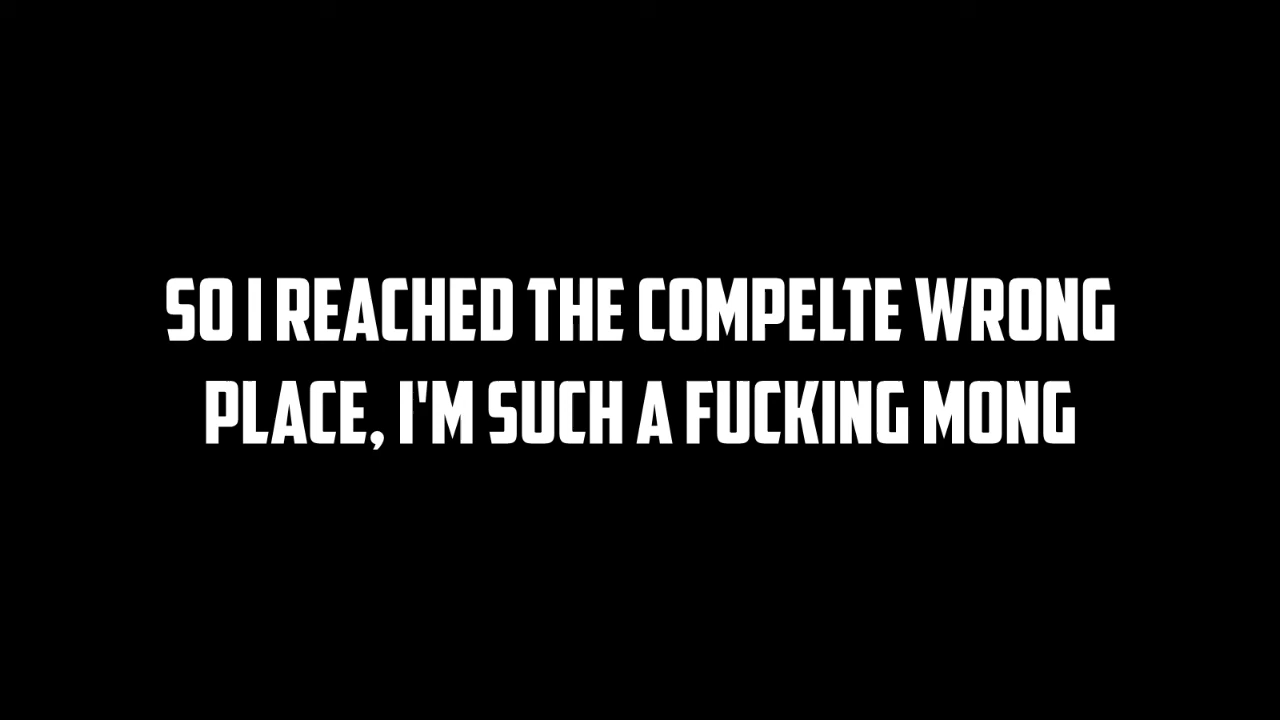 SO I REACHED THE COMPELTE WRONG
PLACE, I'M SUCH A FUCKING MONG